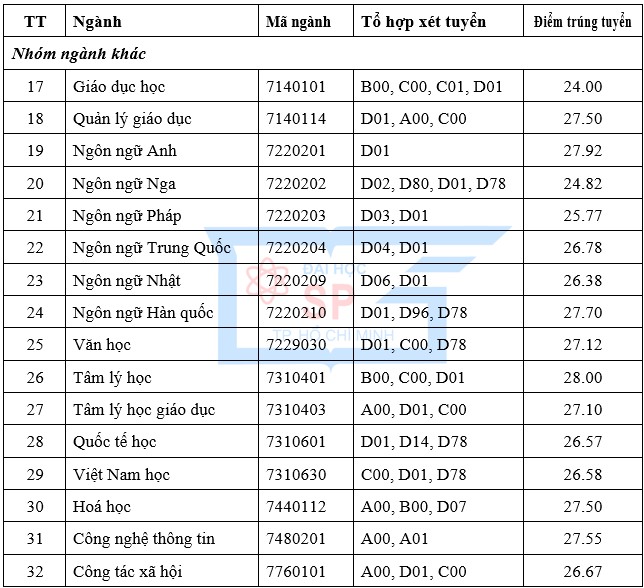 TT Ngành Mã ngành Tổ hợp xét tuyển Điểm trúng tuyển
Nhóm ngành khác
17 Giáo dục học 7140101 B00, C00, C01, D01 24.00
18 Quản lý giáo dục 7140114 D01, A00, C00 27.50
19 Ngôn ngữ Anh 7220201 D01 27.92
20 Ngôn ngữ Nga 7220202 D02, D80, D01, D78 24.82
21 Ngôn ngữ Pháp 7220203 D03, D01 25.77
22 Ngôn ngữ Trung Quốc 7220204 D04, D01 26.78
23 Ngôn ngữ Nhật 7220209 D06, D01 26.38
24 Ngôn ngữ Hàn quốc 7220210 D01, D96, D78 27.70
25 Văn học 7229030 D01, C00, D78 27.12
26 Tâm lý học 7310401 B00, C00, D01 28.00
27 Tâm lý học giáo dục 7310403 A00, D01, C00 27.10
28 Quốc tế học 7310601 D01, D14, D78 26.57
29 Việt Nam học 7310630 C00, D01, D78 26.58
30 Hoá học 7440112 A00, B00, D07 27.50
31 Công nghệ thông tin 7480201 A00, A01 27.55
32 Công tác xã hội 7760101 A00, D01, C00 26.67
ĐẠI HỌC
SP
TP. HỒ CHÍ MINH